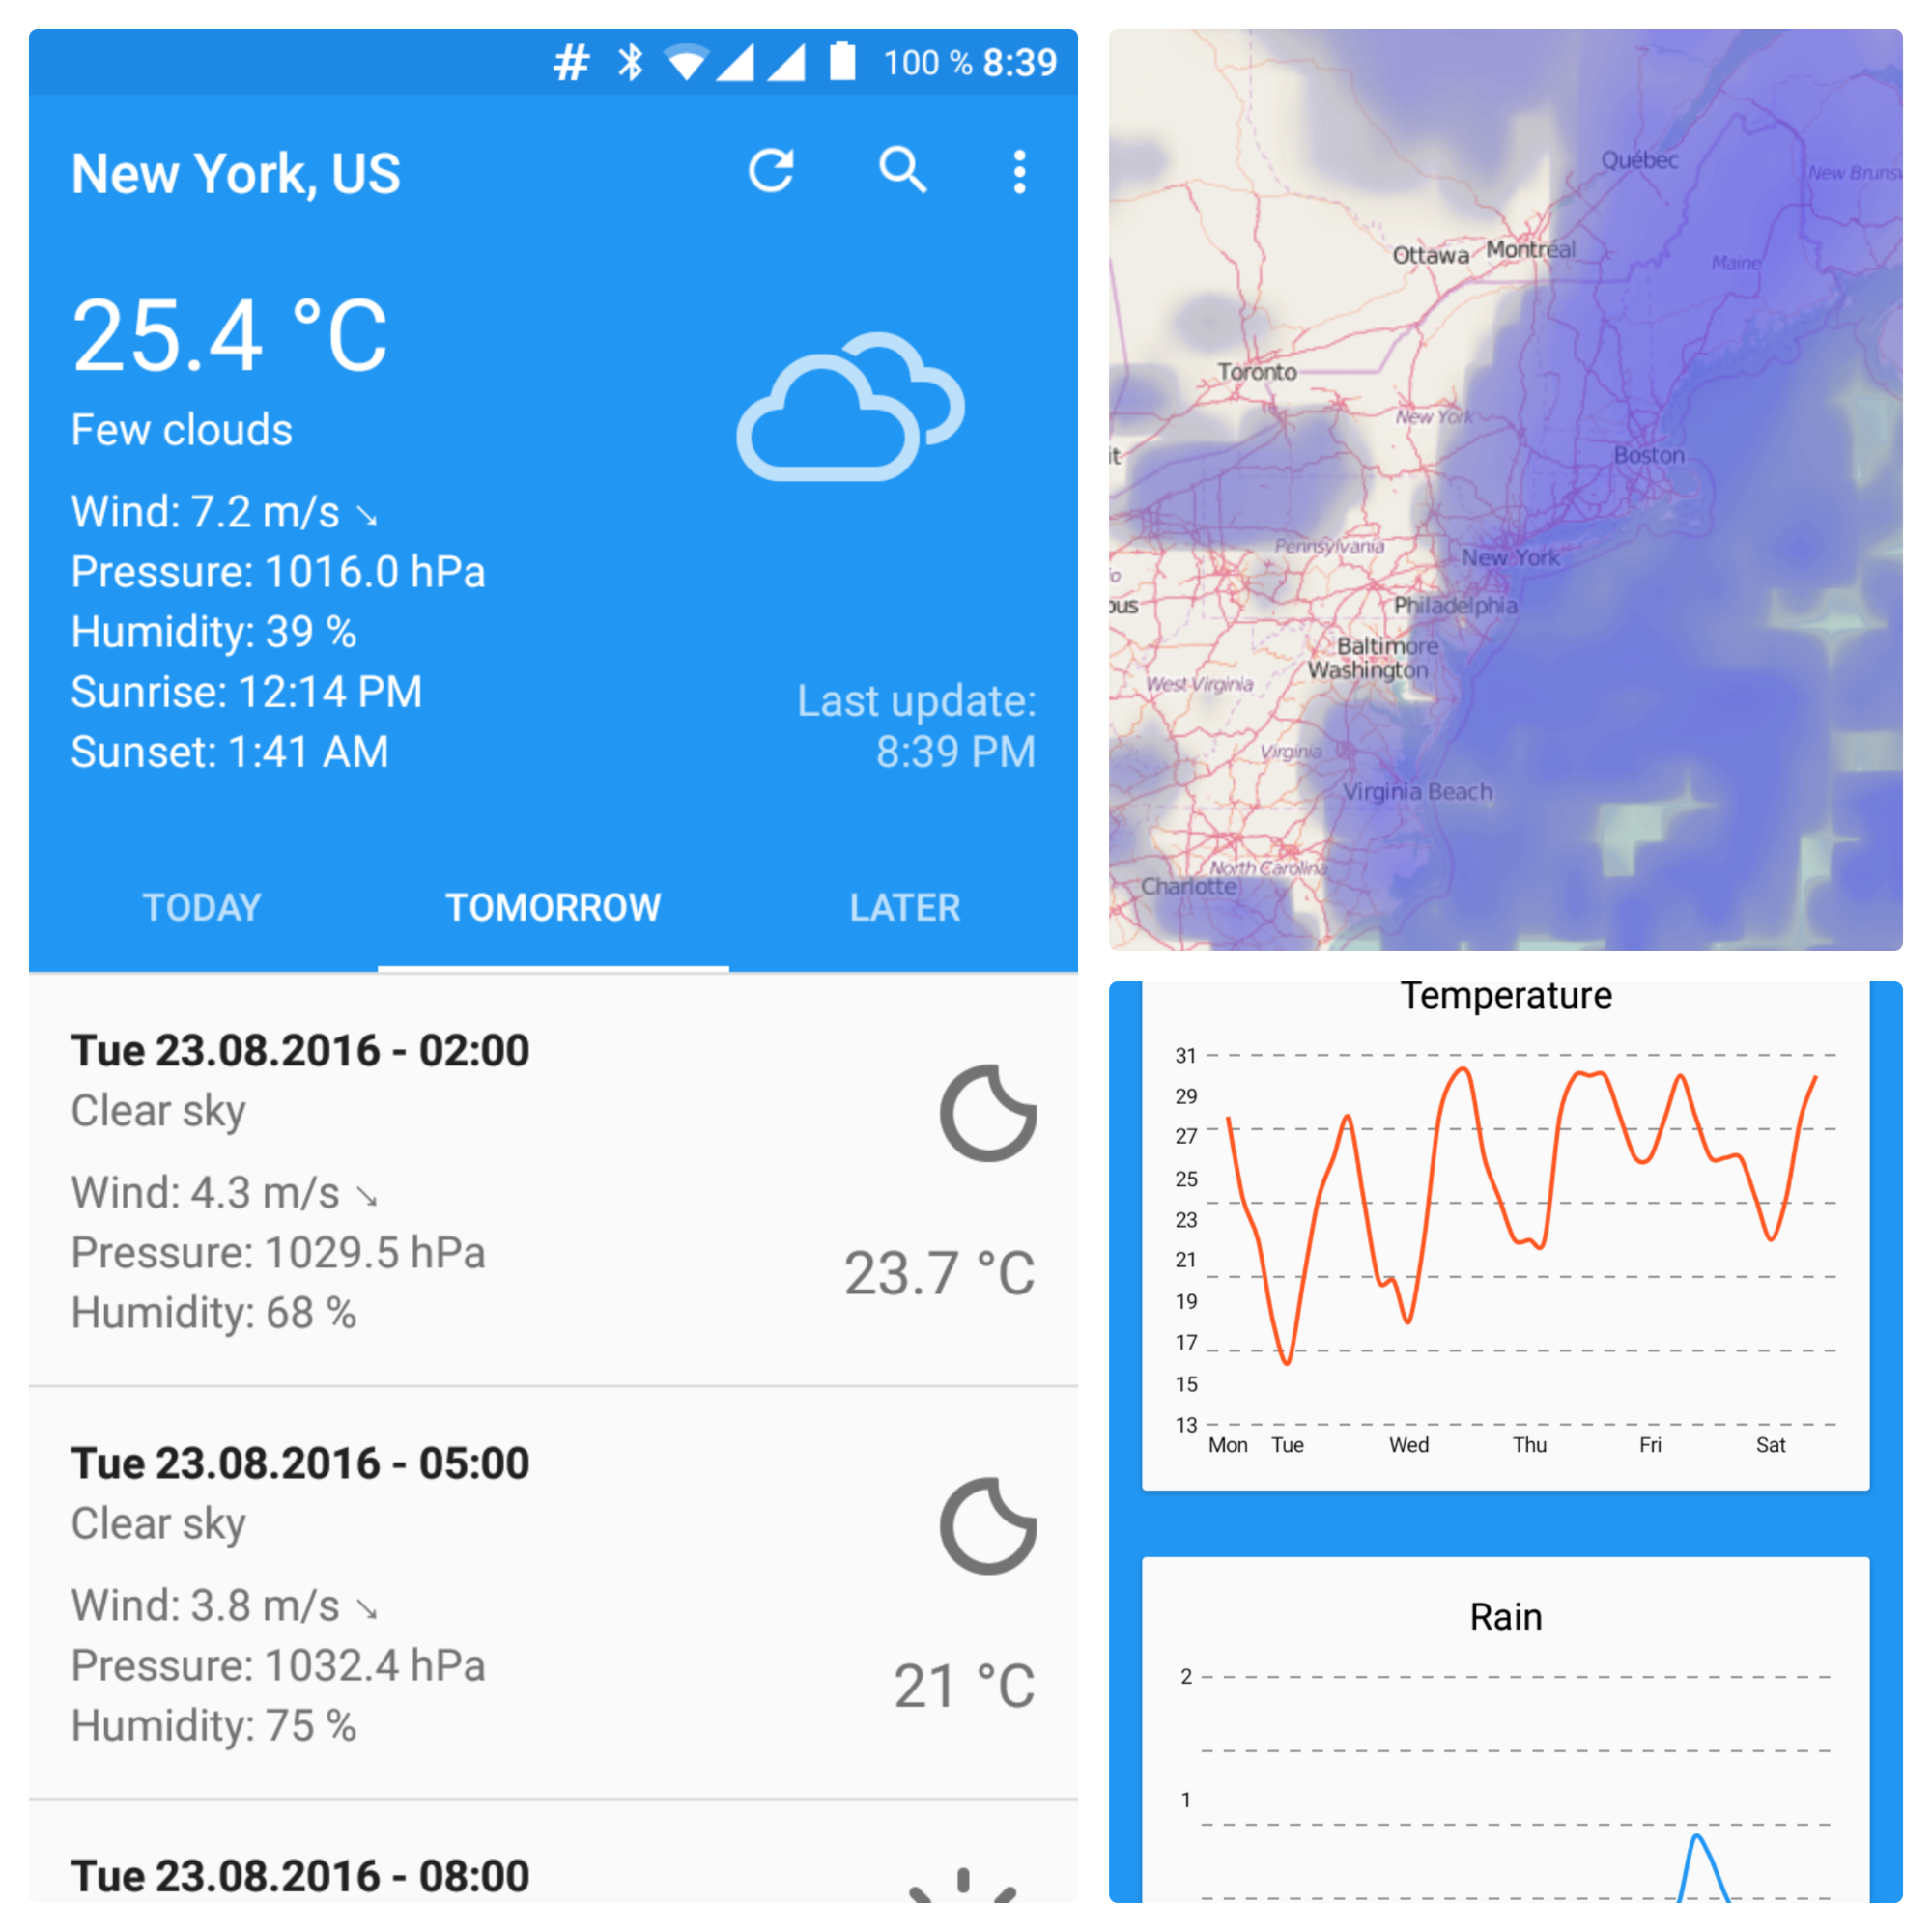 # 100 % 8:39
New York, US
25.4 °C
Few clouds
Wind: 7.2 m/s ↘
Pressure: 1016.0 hPa
Humidity: 39 %
Sunrise: 12:14 PM
Sunset: 1:41 AM
Last update:
8:39 PM
TODAY TOMORROW LATER
Tue 23.08.2016 - 02:00
Clear sky
Wind: 4.3 m/s ↘
Pressure: 1029.5 hPa
Humidity: 68 %
23.7 °C
Tue 23.08.2016 - 05:00
Clear sky
Wind: 3.8 m/s ↘
Pressure: 1032.4 hPa
Humidity: 75 %
21 °C
Tue 23.08.2016 - 08:00
Québec
New Brunsw
Ottawa Montréal
Maine
Toronto
New York
it
Boston
Pennsylvania
New York
io
bus
Philadelphia
Baltimore
Washington
West Virginia
Virginia
Virginia Beach
North Carolina
Charlotte
Temperature
31
29
27
25
23
21
19
17
15
13
Mon Tue Wed Thu Fri Sat
Rain
2
1